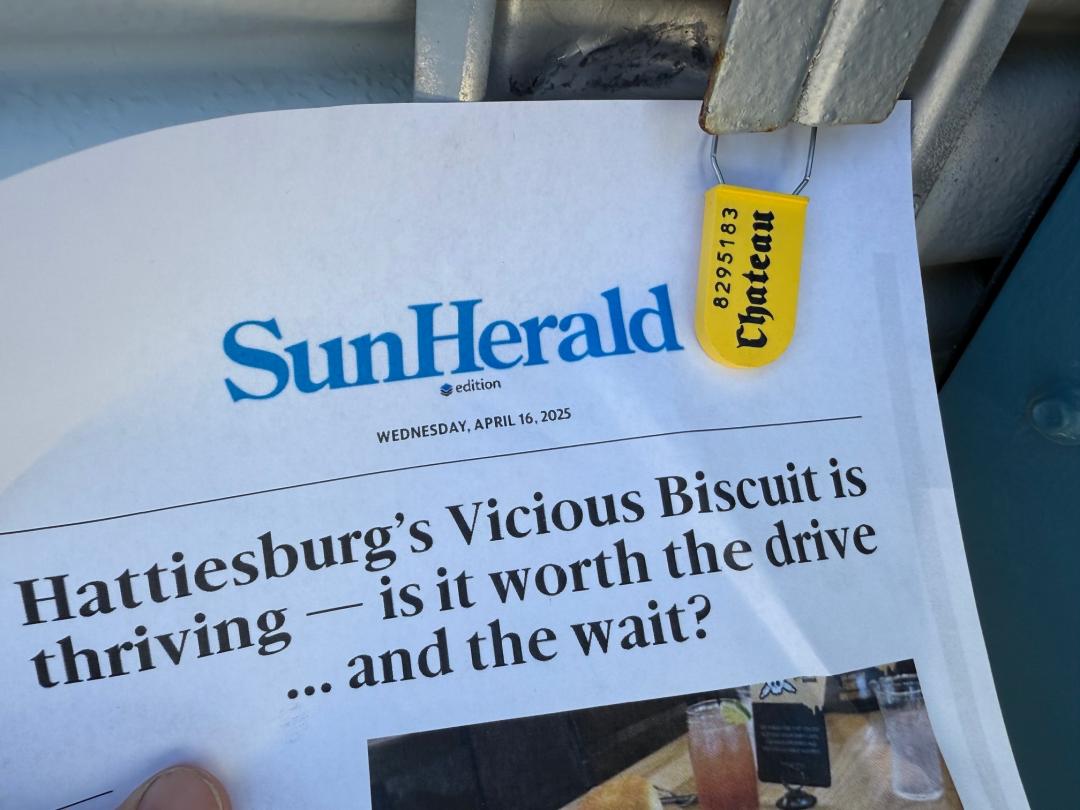 8295183
Chateau
SunHerald
edition
WEDNESDAY, APRIL 16, 2025
Hattiesburg's Vicious Biscuit is
thriving — is it worth the drive
... and the wait?